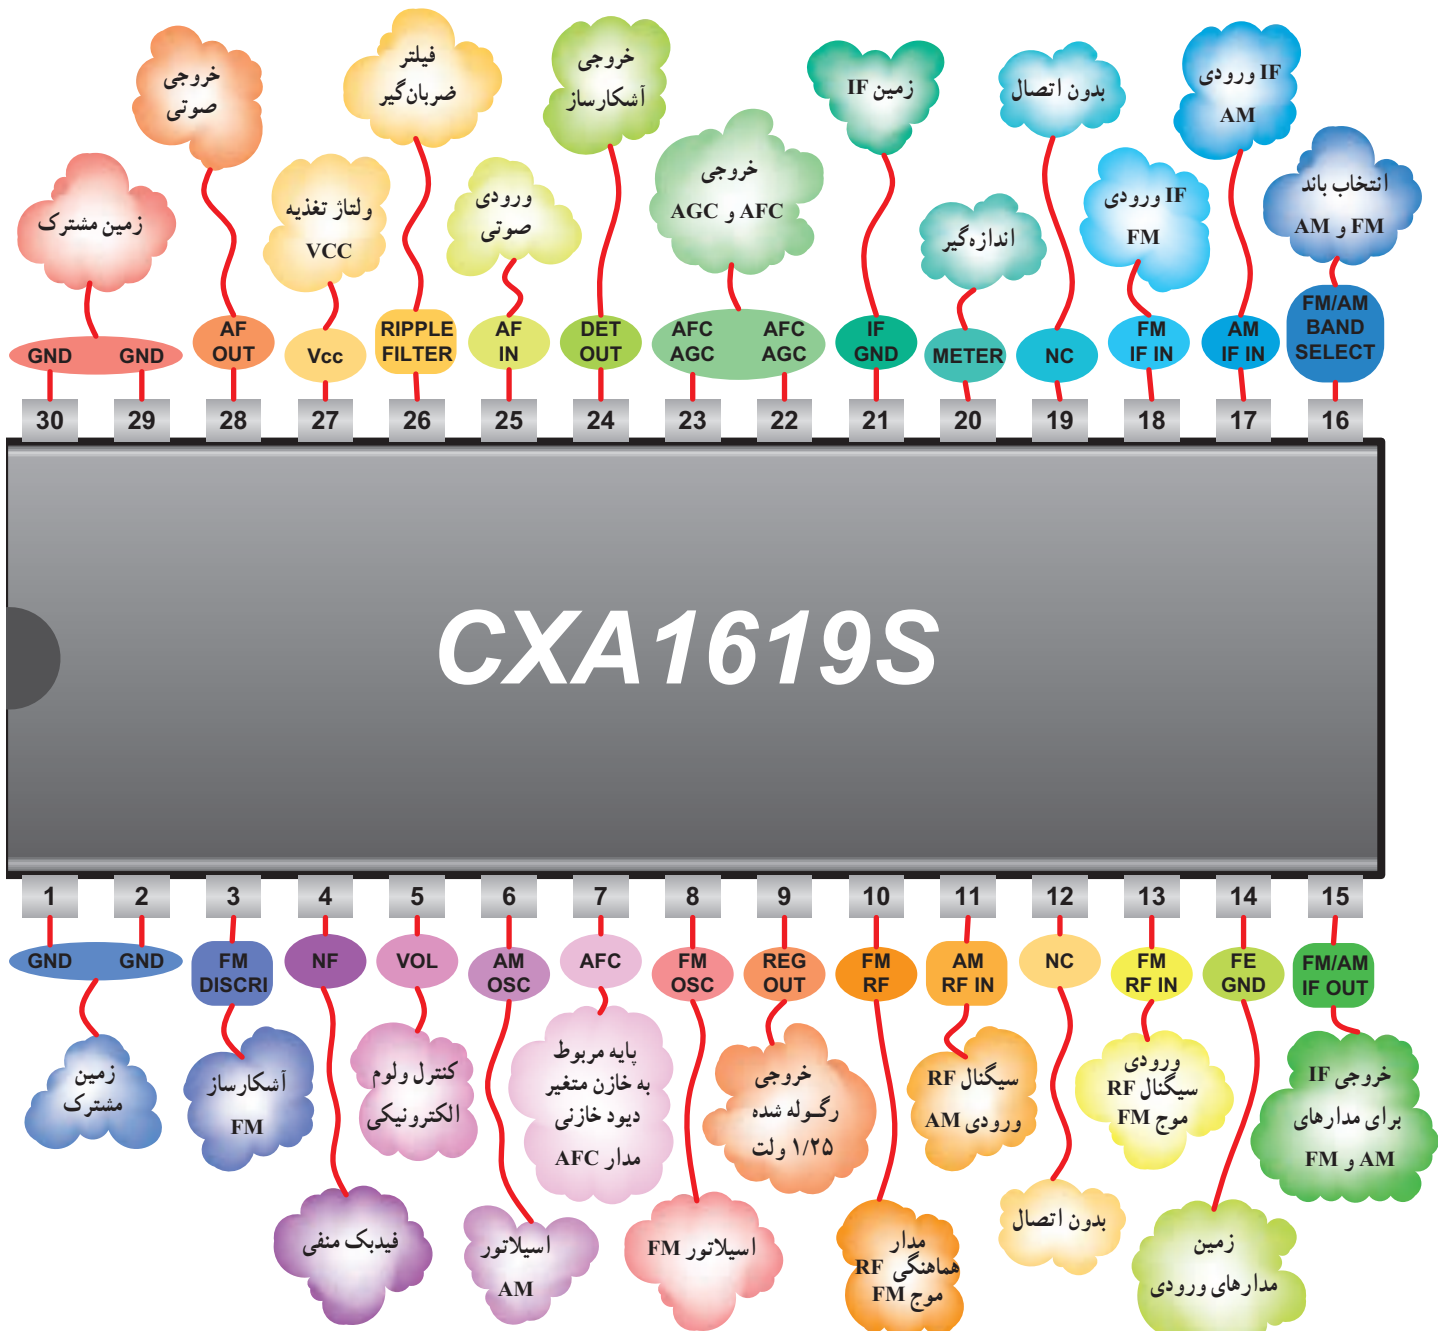 خروجی
صوتی
فیلتر
ضربان‌گیر
خروجی
آشکارساز
زمین IF
بدون اتصال
IF ورودی
AM
زمین مشترک
ولتاژ تغذیه
VCC
ورودی
صوتی
خروجی
AFC و AGC
اندازه‌گیر
IF ورودی
FM
انتخاب باند
FM و AM
GND GND
AF
OUT
Vcc
RIPPLE
FILTER
AF
IN
DET
OUT
AFC AFC
AGC AGC
IF
GND
METER
NC
FM
IF IN
AM
IF IN
FM/AM
BAND
SELECT
30 29 28 27 26 25 24 23 22 21 20 19 18 17 16
CXA1619S
1 2 3 4 5 6 7 8 9 10 11 12 13 14 15
GND GND
FM
DISCRI
NF
VOL
AM
OSC
AFC
FM
OSC
REG
OUT
FM
RF
AM
RF IN
NC
FM
RF IN
FE
GND
FM/AM
IF OUT
زمین
مشترک
آشکارساز
FM
کنترل ولوم
الکترونیکی
پایه مربوط
به خازن متغیر
دیود خازنی
مدار AFC
خروجی
رگوله شده
۱/۲۵ ولت
سیگنال RF
ورودی AM
ورودی
سیگنال RF
موج FM
خروجی IF
برای مدارهای
AM و FM
فیدبک منفی
اسیلاتور
AM
اسیلاتور FM
مدار
هماهنگی RF
موج FM
بدون اتصال
زمین
مدارهای ورودی